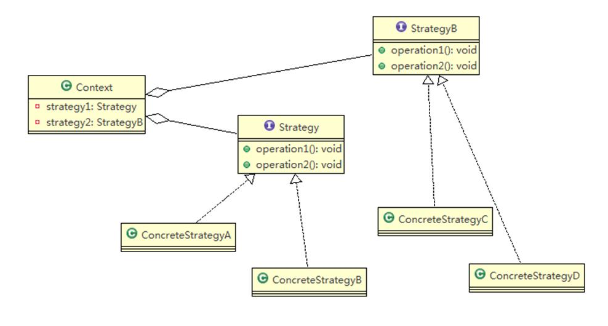 StrategyB
operation1(): void
operation2(): void
Context
strategy1: Strategy
strategy2: StrategyB
Strategy
operation1(): void
operation2(): void
ConcreteStrategyC
ConcreteStrategyA
ConcreteStrategyB
ConcreteStrategyD